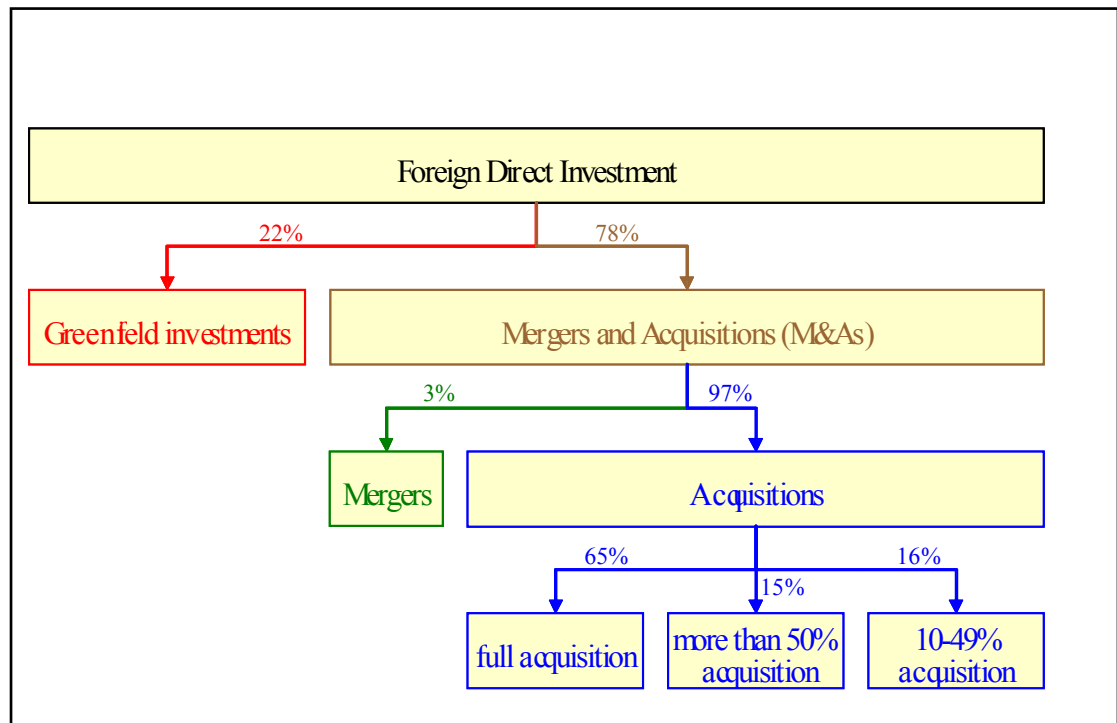 Foreign Direct Investment
22%
78%
Greenfeld investments
Mergers and Acquisitions (M&As)
3%
97%
Mergers
Acquisitions
65%
15%
16%
full acquisition
more than 50%
acquisition
10-49%
acquisition